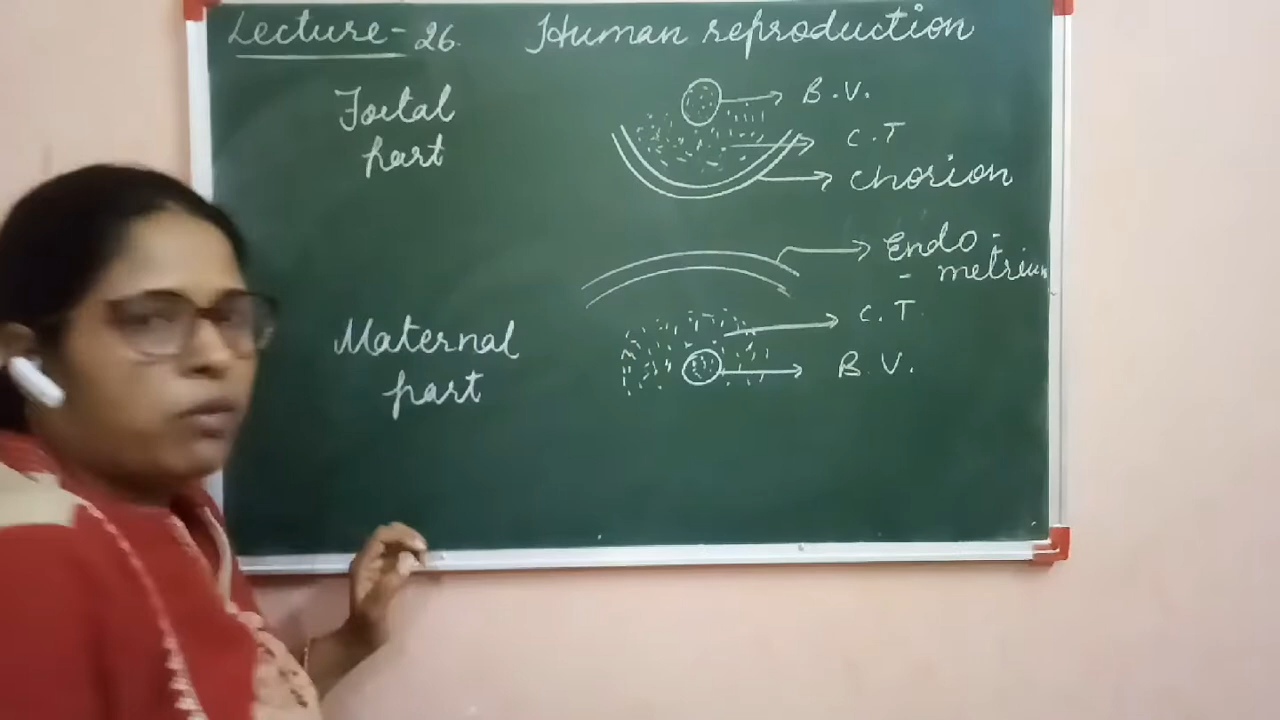 Lecture - 26. Human reproduction
Foetal
part
B.V.
C.T
chorion
Endo -
- metrium
Maternal
part
C.T.
B.V.